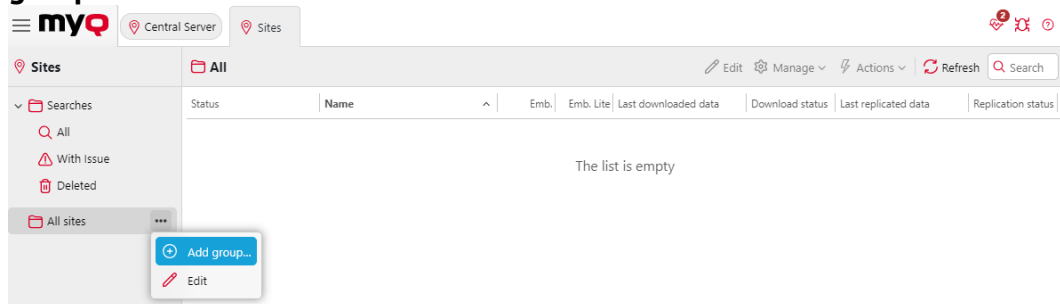 myQ Central Server Sites 2
Sites All Edit Manage Actions Refresh Search
Searches Status Name Emb. Emb. Lite Last downloaded data Download status Last replicated data Replication status
All
With Issue The list is empty
Deleted
All sites ...
Add group...
Edit